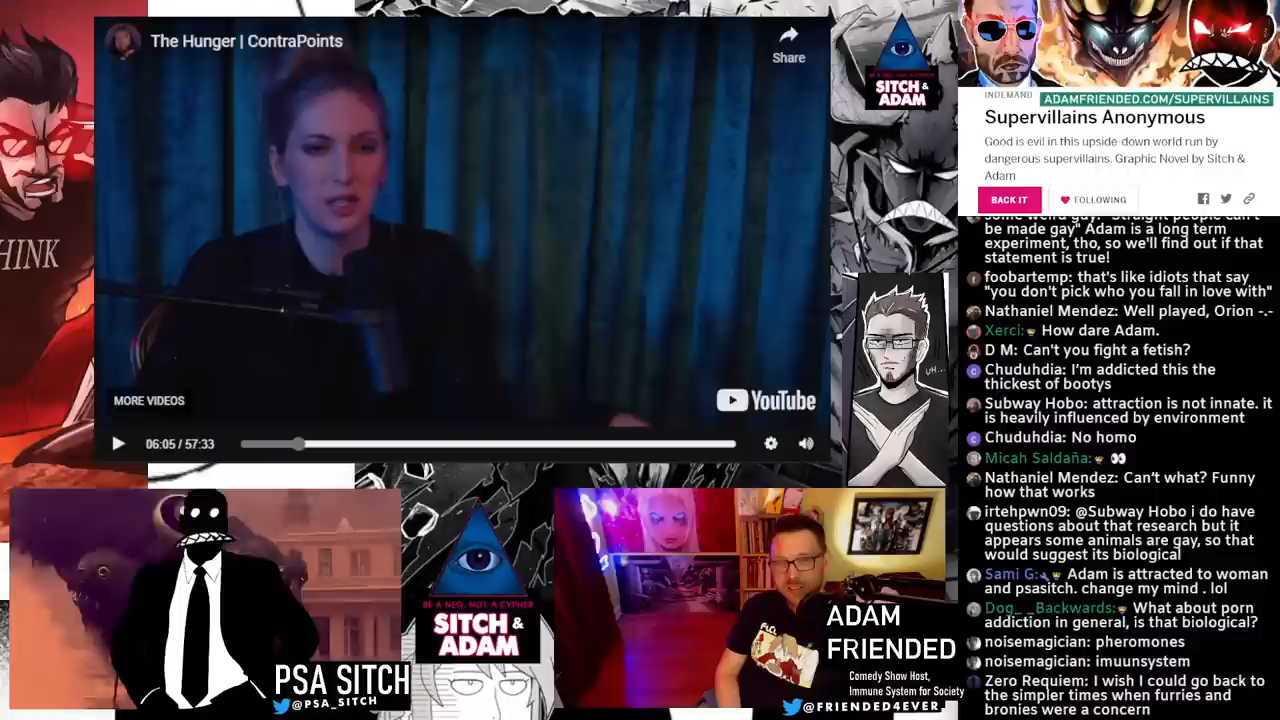 The Hunger | ContraPoints
Share
MORE VIDEOS
YouTube
06:05 / 57:33
HINK
BE A NEO, NOT A CYPHER
SITCH &
ADAM
UH...
INDEMAND
ADAMFRIENDED.COM/SUPERVILLAINS
Supervillains Anonymous
Good is evil in this upside-down world run by
dangerous supervillains. Graphic Novel by Sitch &
Adam
BACK IT
FOLLOWING
some weird guy: "Straight people can't
be made gay" Adam is a long term
experiment, tho, so we'll find out if that
statement is true!
foobartemp: that's like idiots that say
"you don't pick who you fall in love with"
Nathaniel Mendez: Well played, Orion -.-
Xerci: How dare Adam.
D M: Can't you fight a fetish?
Chuduhdia: I'm addicted this the
thickest of bootys
Subway Hobo: attraction is not innate. it
is heavily influenced by environment
Chuduhdia: No homo
Micah Saldaña: 👀
Nathaniel Mendez: Can't what? Funny
how that works
irtehpwn09: @Subway Hobo i do have
questions about that research but it
appears some animals are gay, so that
would suggest its biological
Sami G: Adam is attracted to woman
and psasitch. change my mind . lol
Dog_ _Backwards: What about porn
addiction in general, is that biological?
noisemagician: pheromones
noisemagician: imuunsystem
Zero Requiem: I wish I could go back to
the simpler times when furries and
bronies were a concern
PSA SITCH
@PSA_SITCH
BE A NEO, NOT A CYPHER
SITCH &
ADAM
ADAM
FRIENDED
Comedy Show Host,
Immune System for Society
@FRIENDED4EVER